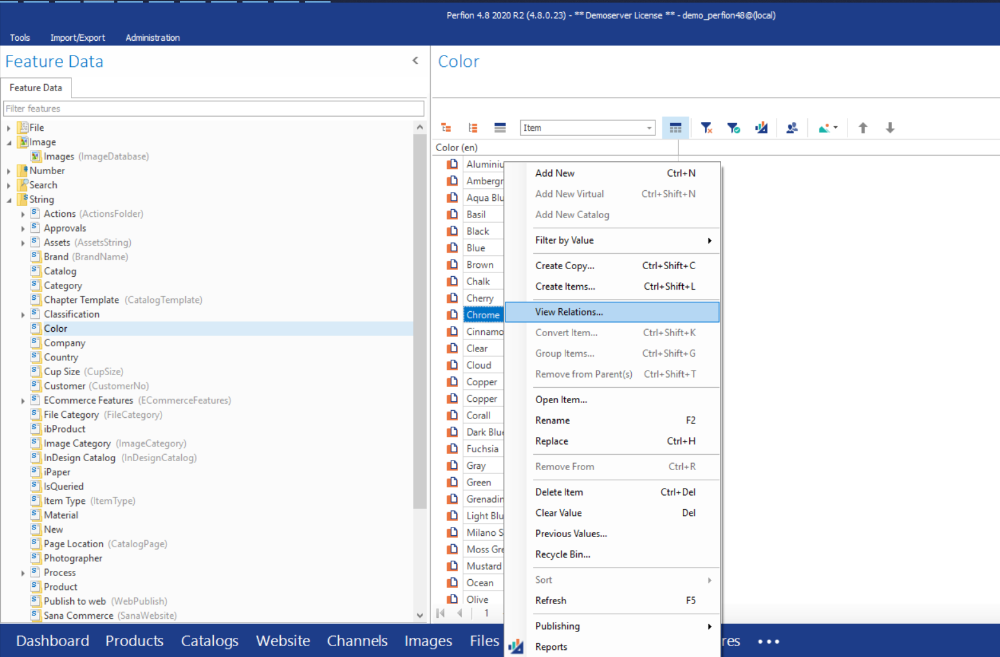 Perfion 4.8 2020 R2 (4.8.0.23) - ** Demoserver License ** - demo_perfion48@(local)
Tools Import/Export Administration
Feature Data
Feature Data
Filter features
File
Image
Images (ImageDatabase)
Number
Search
String
Actions (ActionsFolder)
Approvals
Assets (AssetsString)
Brand (BrandName)
Catalog
Category
Chapter Template (CatalogTemplate)
Classification
Color
Company
Country
Cup Size (CupSize)
Customer (CustomerNo)
ECommerce Features (ECommerceFeatures)
File Category (FileCategory)
ibProduct
Image Category (ImageCategory)
InDesign Catalog (InDesignCatalog)
iPaper
IsQueried
Item Type (ItemType)
Material
New
Page Location (CatalogPage)
Photographer
Process
Product
Publish to web (WebPublish)
Sana Commerce (SanaWebsite)
Color
Item
Color (en)
Aluminiu
Ambergr
Aqua Blu
Basil
Black
Blue
Brown
Chalk
Cherry
Chrome
Cinnamo
Clear
Cloud
Copper
Copper
Corall
Dark Blue
Fuchsia
Gray
Green
Grenadin
Light Blu
Milano S
Moss Gre
Mustard
Ocean
Olive
1
Add New Ctrl+N
Add New Virtual Ctrl+Shift+N
Add New Catalog
Filter by Value
Create Copy... Ctrl+Shift+C
Create Items... Ctrl+Shift+L
View Relations...
Convert Item... Ctrl+Shift+K
Group Items... Ctrl+Shift+G
Remove from Parent(s) Ctrl+Shift+T
Open Item...
Rename F2
Replace Ctrl+H
Remove From Ctrl+R
Delete Item Ctrl+Del
Clear Value Del
Previous Values...
Recycle Bin...
Sort
Refresh F5
Publishing
Reports
Dashboard Products Catalogs Website Channels Images Files res